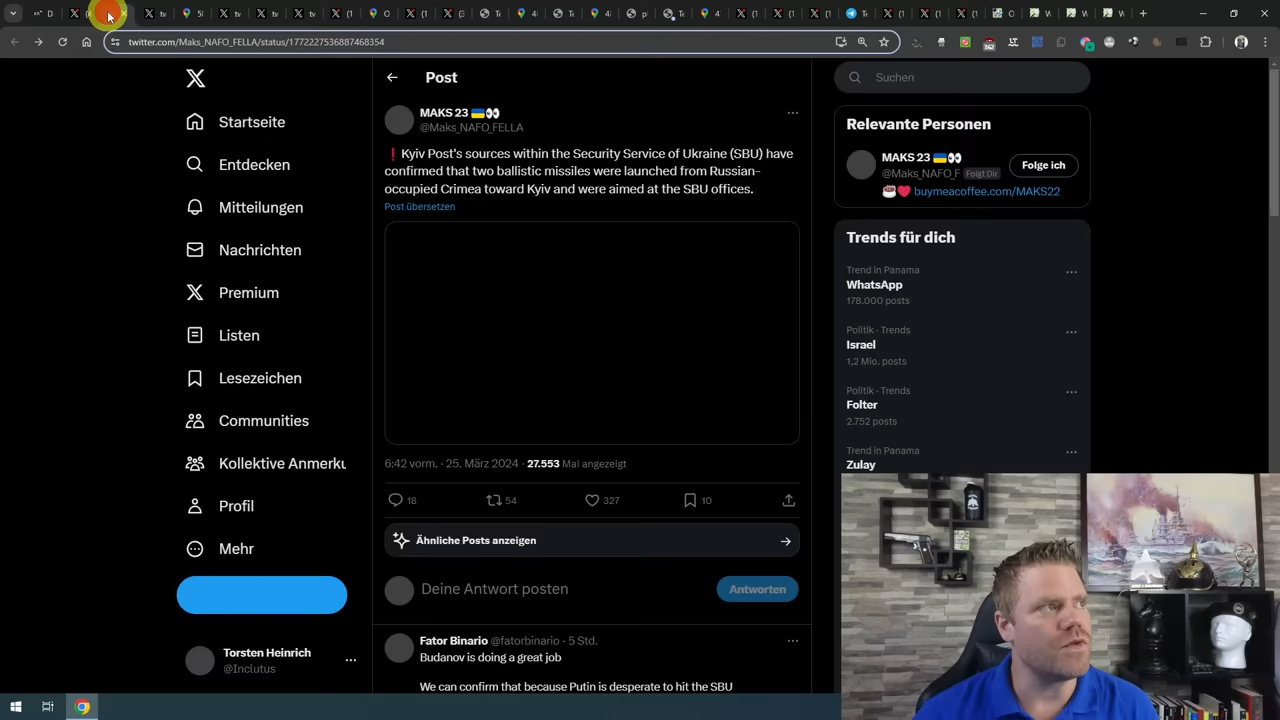 twitter.com/Maks_NAFO_FELLA/status/1772227536887468354
Post
Suchen
Startseite
Entdecken
Mitteilungen
Nachrichten
Premium
Listen
Lesezeichen
Communities
Kollektive Anmerku
Profil
Mehr
Torsten Heinrich
@Inclutus
MAKS 23 🇺🇦👀
@Maks_NAFO_FELLA
❗Kyiv Post's sources within the Security Service of Ukraine (SBU) have
confirmed that two ballistic missiles were launched from Russian-
occupied Crimea toward Kyiv and were aimed at the SBU offices.
Post übersetzen
6:42 vorm. · 25. März 2024 · 27.553 Mal angezeigt
18 54 327 10
Ähnliche Posts anzeigen
Deine Antwort posten
Antworten
Fator Binario @fatorbinario · 5 Std.
Budanov is doing a great job
We can confirm that because Putin is desperate to hit the SBU
Relevante Personen
MAKS 23 🇺🇦👀
@Maks_NAFO_F Folgt Dir
Folge ich
☕❤️ buymeacoffee.com/MAKS22
Trends für dich
Trend in Panama
WhatsApp
178.000 posts
Politik · Trends
Israel
1,2 Mio. posts
Politik · Trends
Folter
2.752 posts
Trend in Panama
Zulay